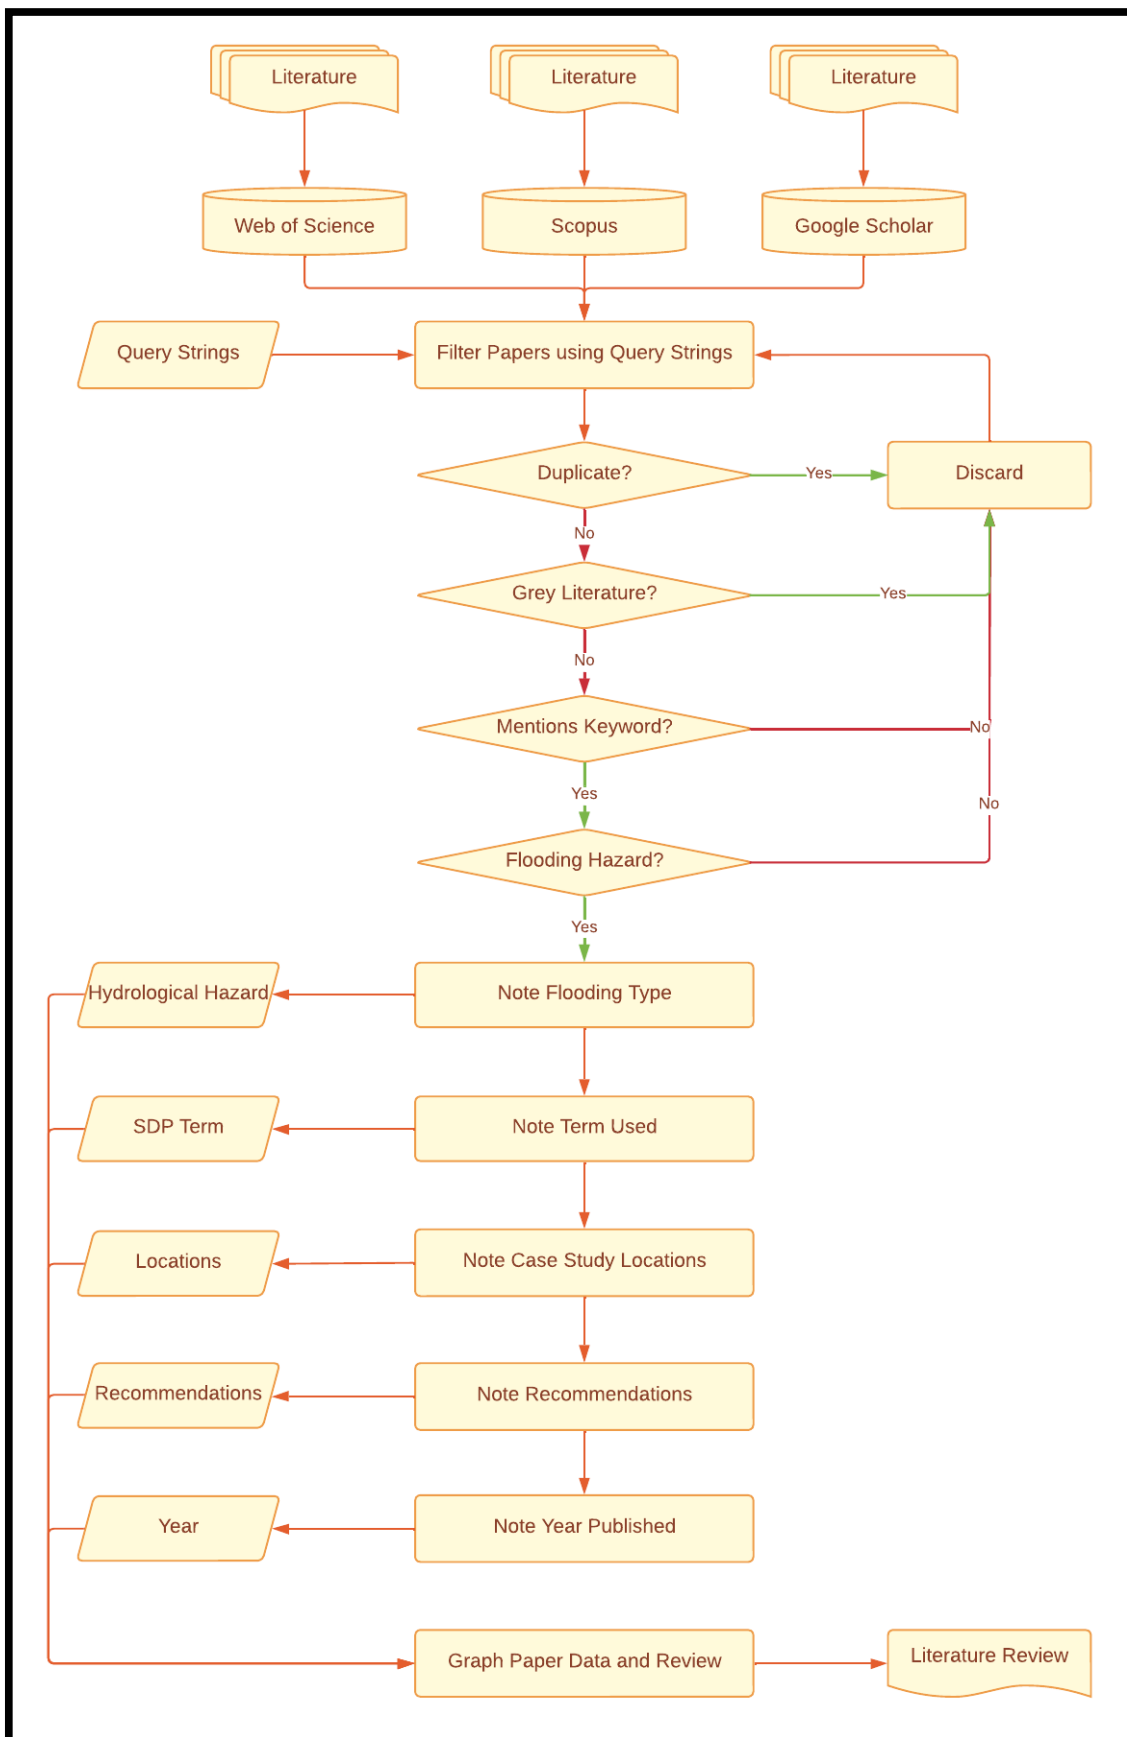 Literature
Literature
Literature
Web of Science
Scopus
Google Scholar
Query Strings
Filter Papers using Query Strings
Duplicate?
Yes
Discard
No
Grey Literature?
Yes
No
Mentions Keyword?
No
Yes
No
Flooding Hazard?
Yes
Hydrological Hazard
Note Flooding Type
SDP Term
Note Term Used
Locations
Note Case Study Locations
Recommendations
Note Recommendations
Year
Note Year Published
Graph Paper Data and Review
Literature Review